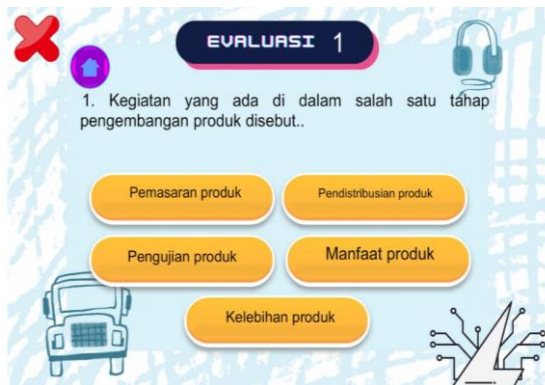 EVALUASI 1
1. Kegiatan yang ada di dalam salah satu tahap
pengembangan produk disebut..
Pemasaran produk
Pendistribusian produk
Pengujian produk
Manfaat produk
Kelebihan produk